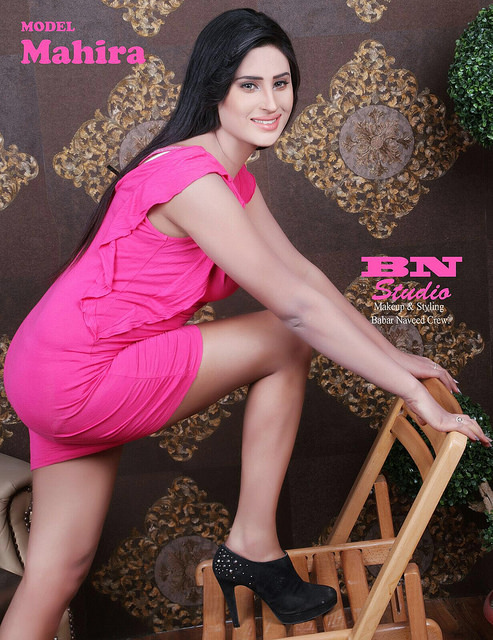 MODEL
Mahira
BN
Studio
Makeup & Styling
Babar Naveed Crew